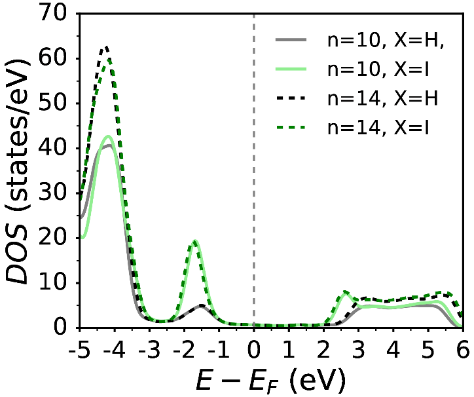 70
60
50
40
30
20
10
0
DOS (states/eV)
n=10, X=H,
n=10, X=I
n=14, X=H
n=14, X=I
-5 -4 -3 -2 -1 0 1 2 3 4 5 6
E − E_F (eV)